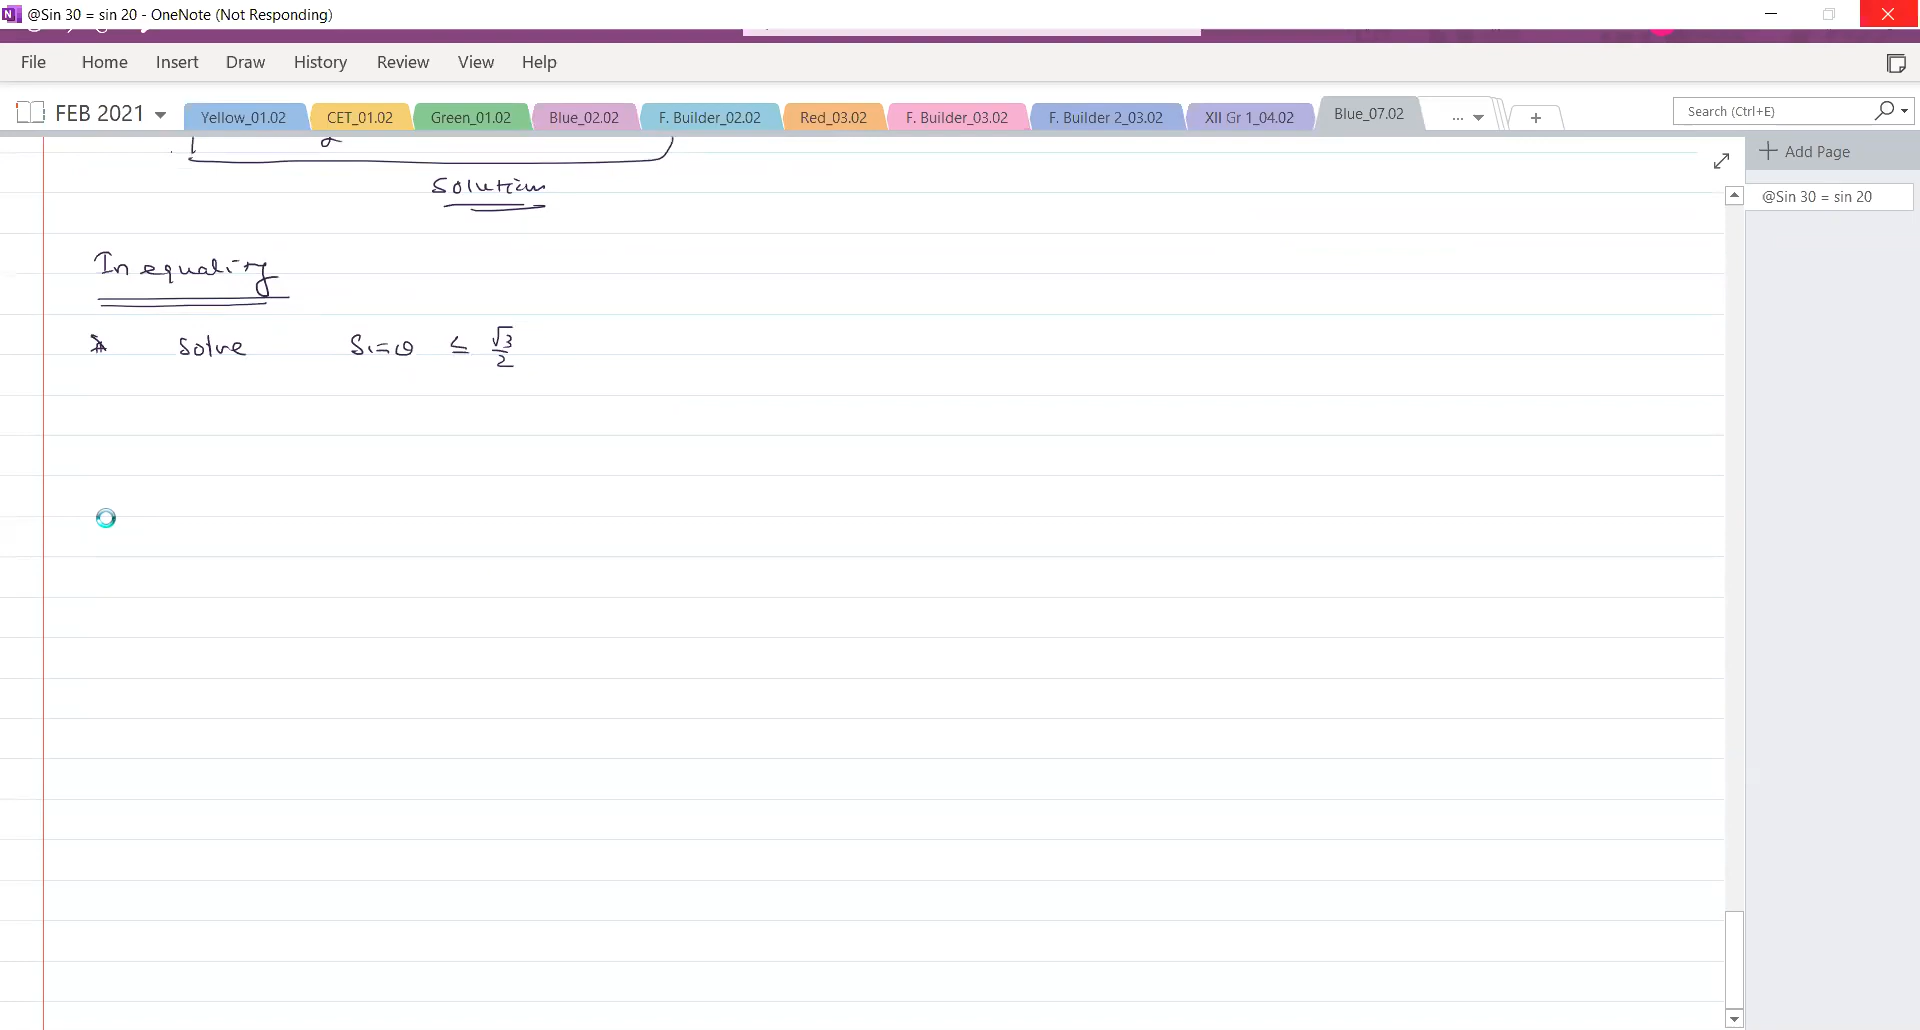 @Sin 30 = sin 20 - OneNote (Not Responding)
File Home Insert Draw History Review View Help
FEB 2021 Yellow_01.02 CET_01.02 Green_01.02 Blue_02.02 F. Builder_02.02 Red_03.02 F. Builder_03.02 F. Builder 2_03.02 XII Gr 1_04.02 Blue_07.02 ... + Search (Ctrl+E)
Add Page
@Sin 30 = sin 20
Solution
Inequality
* Solve Sinθ ≤ √3/2